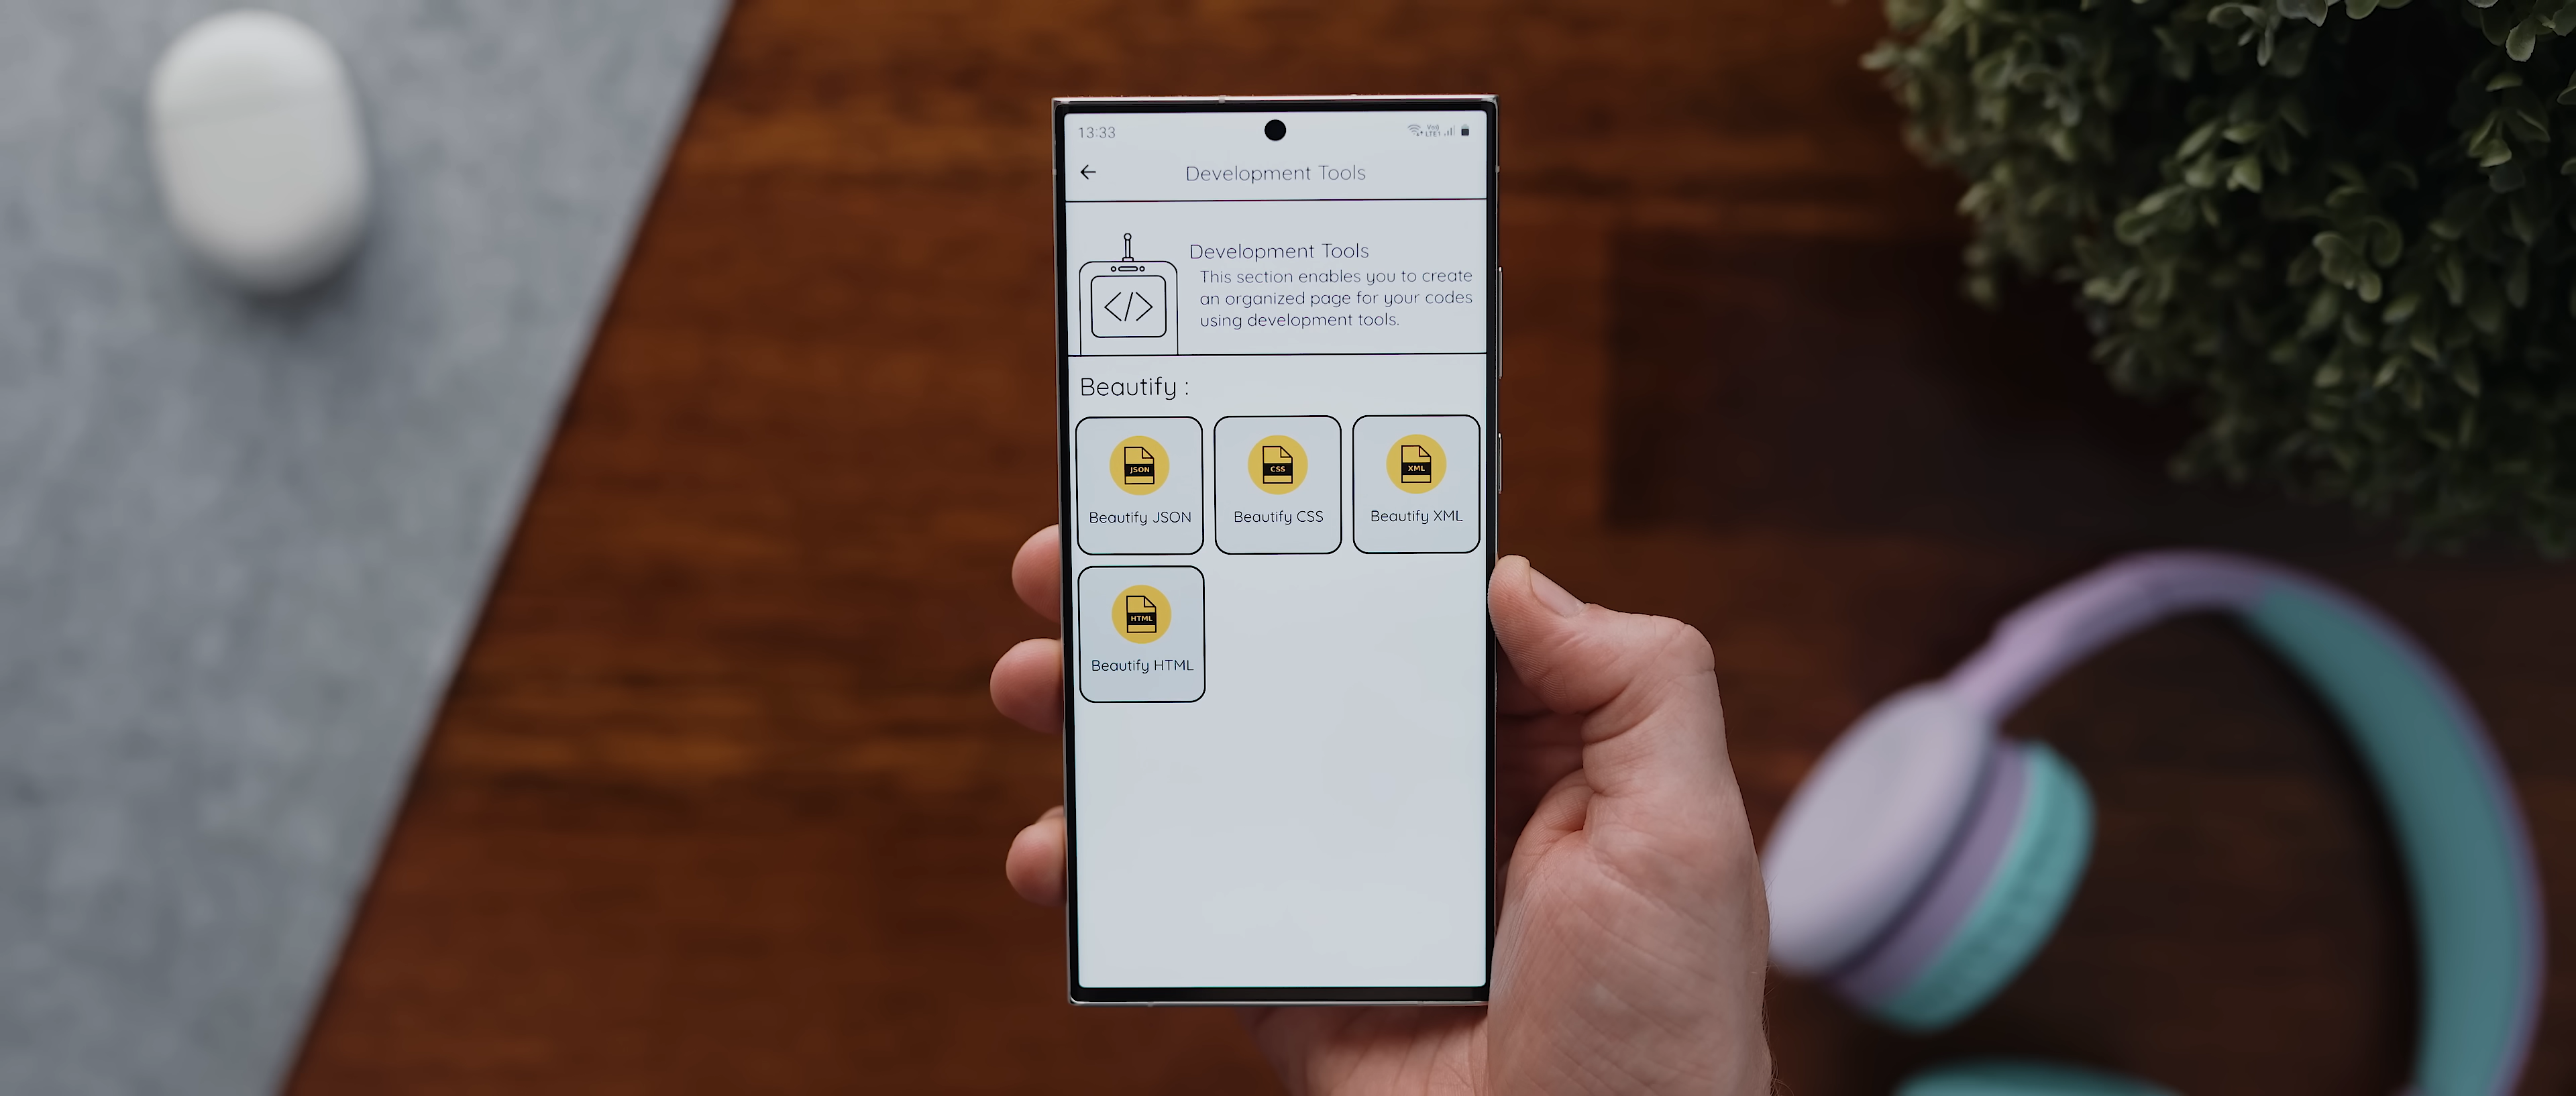 13:33
Development Tools
Development Tools
This section enables you to create
an organized page for your codes
using development tools.
</>
Beautify :
JSON
CSS
XML
Beautify JSON
Beautify CSS
Beautify XML
HTML
Beautify HTML